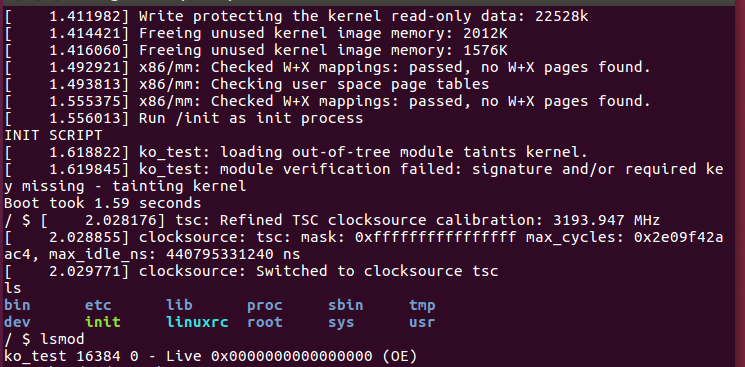 [    1.411982] Write protecting the kernel read-only data: 22528k
[    1.414421] Freeing unused kernel image memory: 2012K
[    1.416060] Freeing unused kernel image memory: 1576K
[    1.492921] x86/mm: Checked W+X mappings: passed, no W+X pages found.
[    1.493813] x86/mm: Checking user space page tables
[    1.555375] x86/mm: Checked W+X mappings: passed, no W+X pages found.
[    1.556013] Run /init as init process
INIT SCRIPT
[    1.618822] ko_test: loading out-of-tree module taints kernel.
[    1.619845] ko_test: module verification failed: signature and/or required ke
y missing - tainting kernel
Boot took 1.59 seconds
/ $ [    2.028176] tsc: Refined TSC clocksource calibration: 3193.947 MHz
[    2.028855] clocksource: tsc: mask: 0xffffffffffffffff max_cycles: 0x2e09f42a
ac4, max_idle_ns: 440795331240 ns
[    2.029771] clocksource: Switched to clocksource tsc
ls
bin      etc      lib      proc     sbin     tmp
dev      init     linuxrc  root     sys      usr
/ $ lsmod
ko_test 16384 0 - Live 0x0000000000000000 (OE)